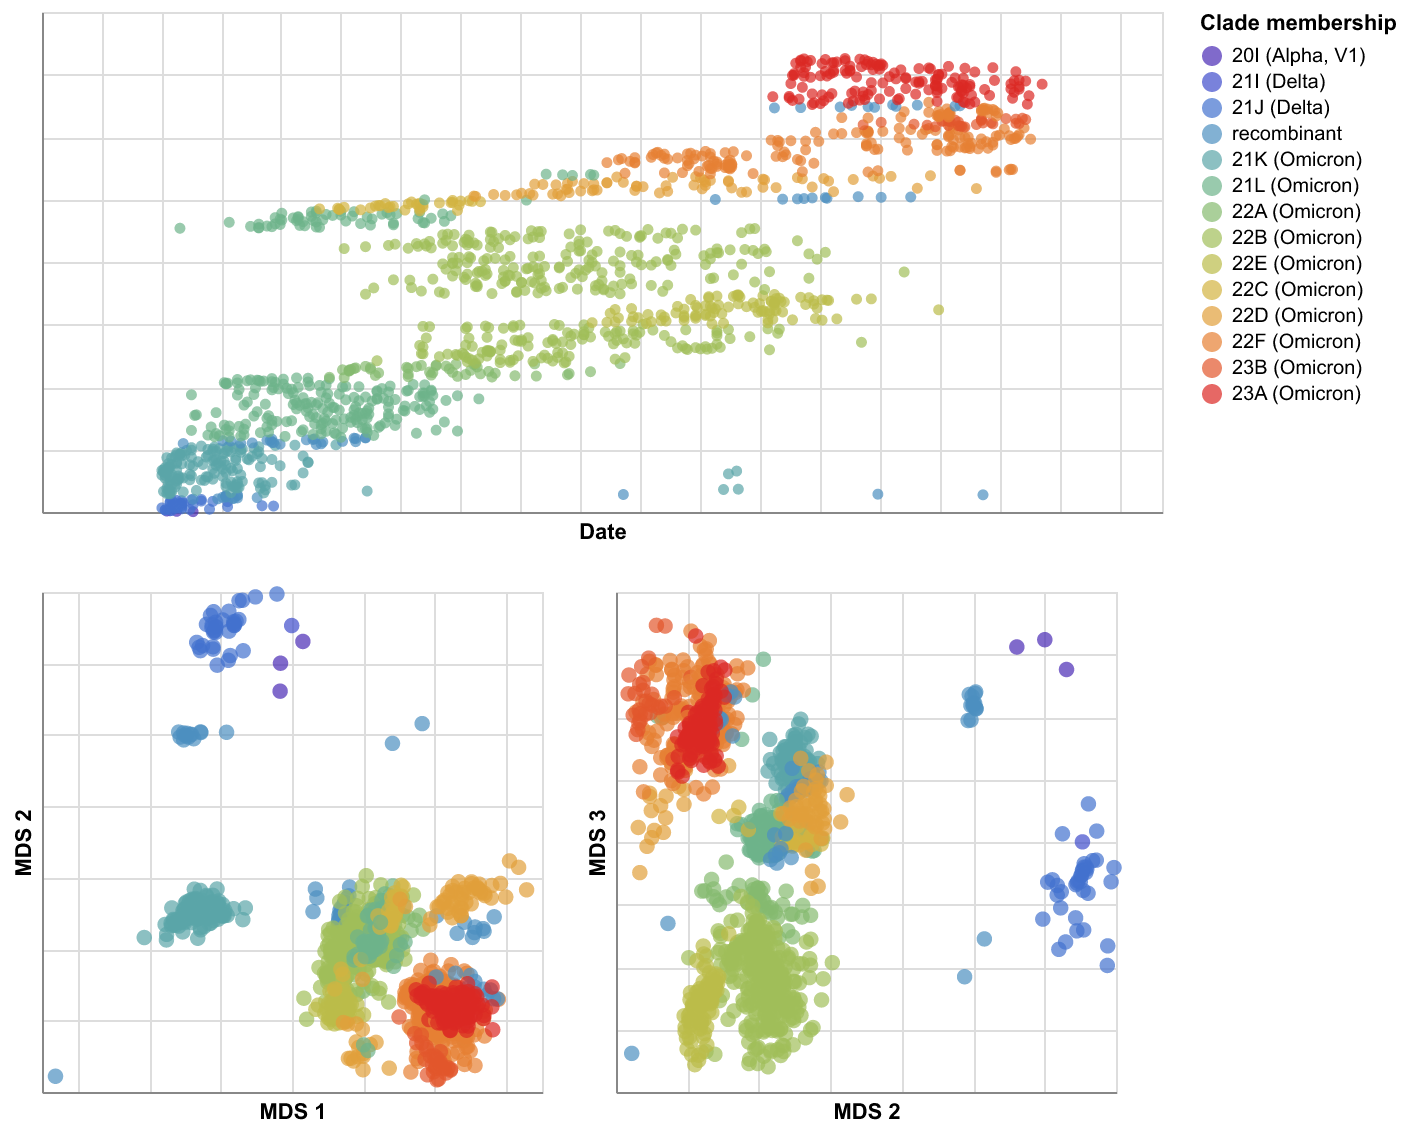 Clade membership
20I (Alpha, V1)
21I (Delta)
21J (Delta)
recombinant
21K (Omicron)
21L (Omicron)
22A (Omicron)
22B (Omicron)
22E (Omicron)
22C (Omicron)
22D (Omicron)
22F (Omicron)
23B (Omicron)
23A (Omicron)
Date
MDS 2
MDS 1
MDS 3
MDS 2